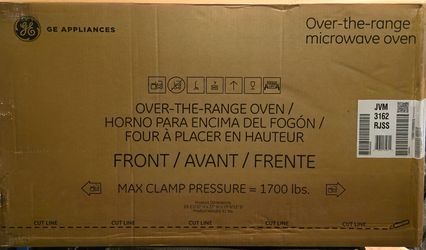 GE APPLIANCES
Over-the-range
microwave oven
JVM
3162
RJSS
OVER-THE-RANGE OVEN /
HORNO PARA ENCIMA DEL FOGÓN /
FOUR À PLACER EN HAUTEUR
FRONT / AVANT / FRENTE
MAX CLAMP PRESSURE = 1700 lbs.
Product Dimensions
CUT LINE CUT LINE CUT LINE CUT LINE